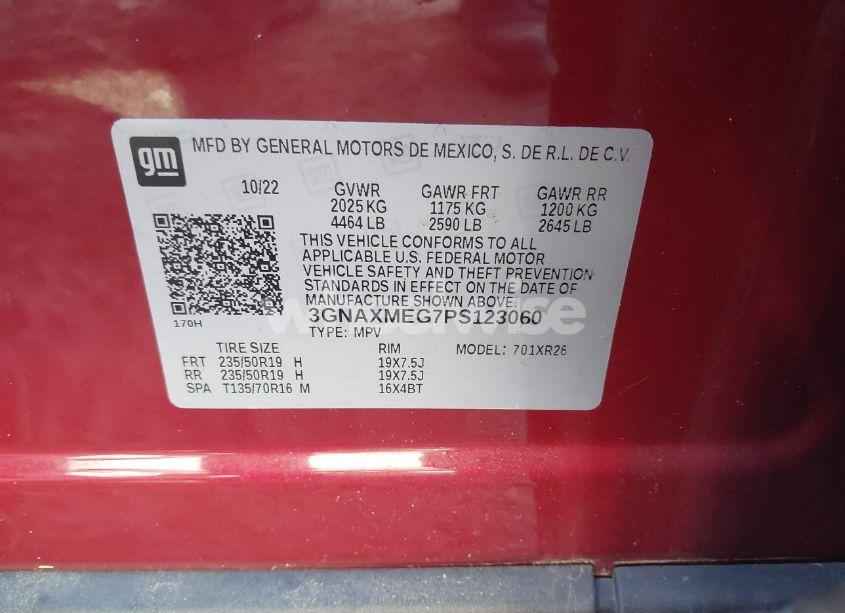 gm MFD BY GENERAL MOTORS DE MEXICO, S. DE R.L. DE C.V.
10/22 GVWR GAWR FRT GAWR RR
2025 KG 1175 KG 1200 KG
4464 LB 2590 LB 2645 LB
THIS VEHICLE CONFORMS TO ALL
APPLICABLE U.S. FEDERAL MOTOR
VEHICLE SAFETY AND THEFT PREVENTION
STANDARDS IN EFFECT ON THE DATE OF
MANUFACTURE SHOWN ABOVE:
170H
3GNAXMEG7PS123060
TYPE: MPV
TIRE SIZE RIM MODEL: 701XR26
FRT 235/50R19 H 19X7.5J
RR 235/50R19 H 19X7.5J
SPA T135/70R16 M 16X4BT